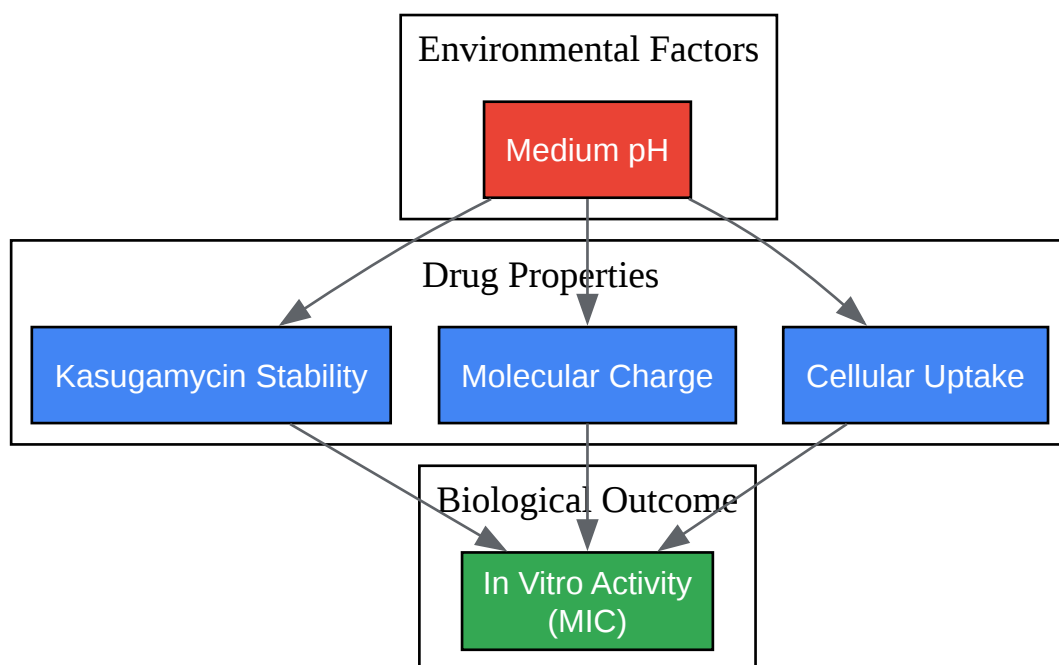 Environmental Factors
Medium pH
Drug Properties
Kasugamycin Stability
Molecular Charge
Cellular Uptake
Biological Outcome
In Vitro Activity
(MIC)